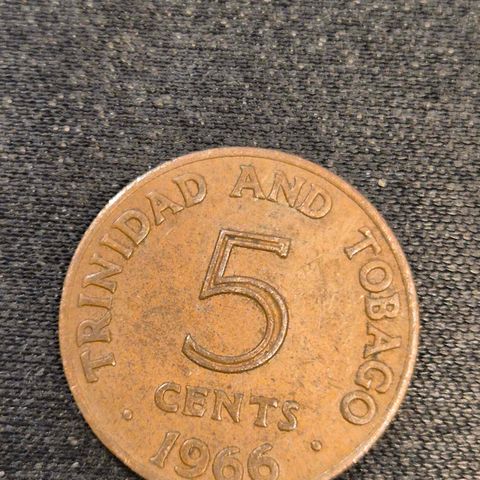 TRINIDAD AND TOBAGO
5
CENTS
· 1966 ·